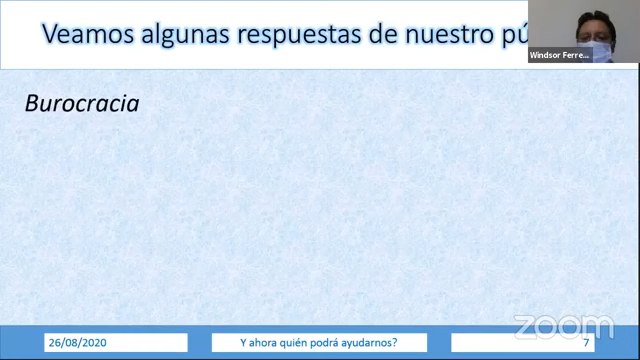 Veamos algunas respuestas de nuestro pú
Windsor Ferre...
Burocracia
26/08/2020
Y ahora quién podrá ayudarnos?
7
zoom